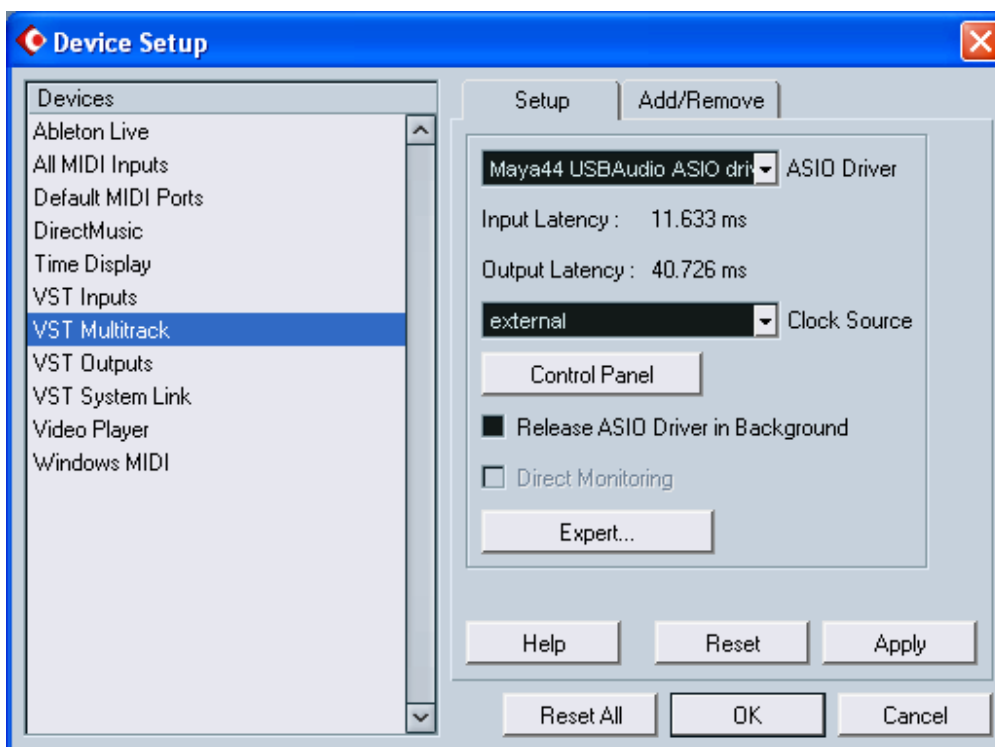 Device Setup
Devices
Ableton Live
All MIDI Inputs
Default MIDI Ports
DirectMusic
Time Display
VST Inputs
VST Multitrack
VST Outputs
VST System Link
Video Player
Windows MIDI
Setup
Add/Remove
Maya44 USBAudio ASIO driv ASIO Driver
Input Latency : 11.633 ms
Output Latency : 40.726 ms
external Clock Source
Control Panel
Release ASIO Driver in Background
Direct Monitoring
Expert...
Help Reset Apply
Reset All OK Cancel